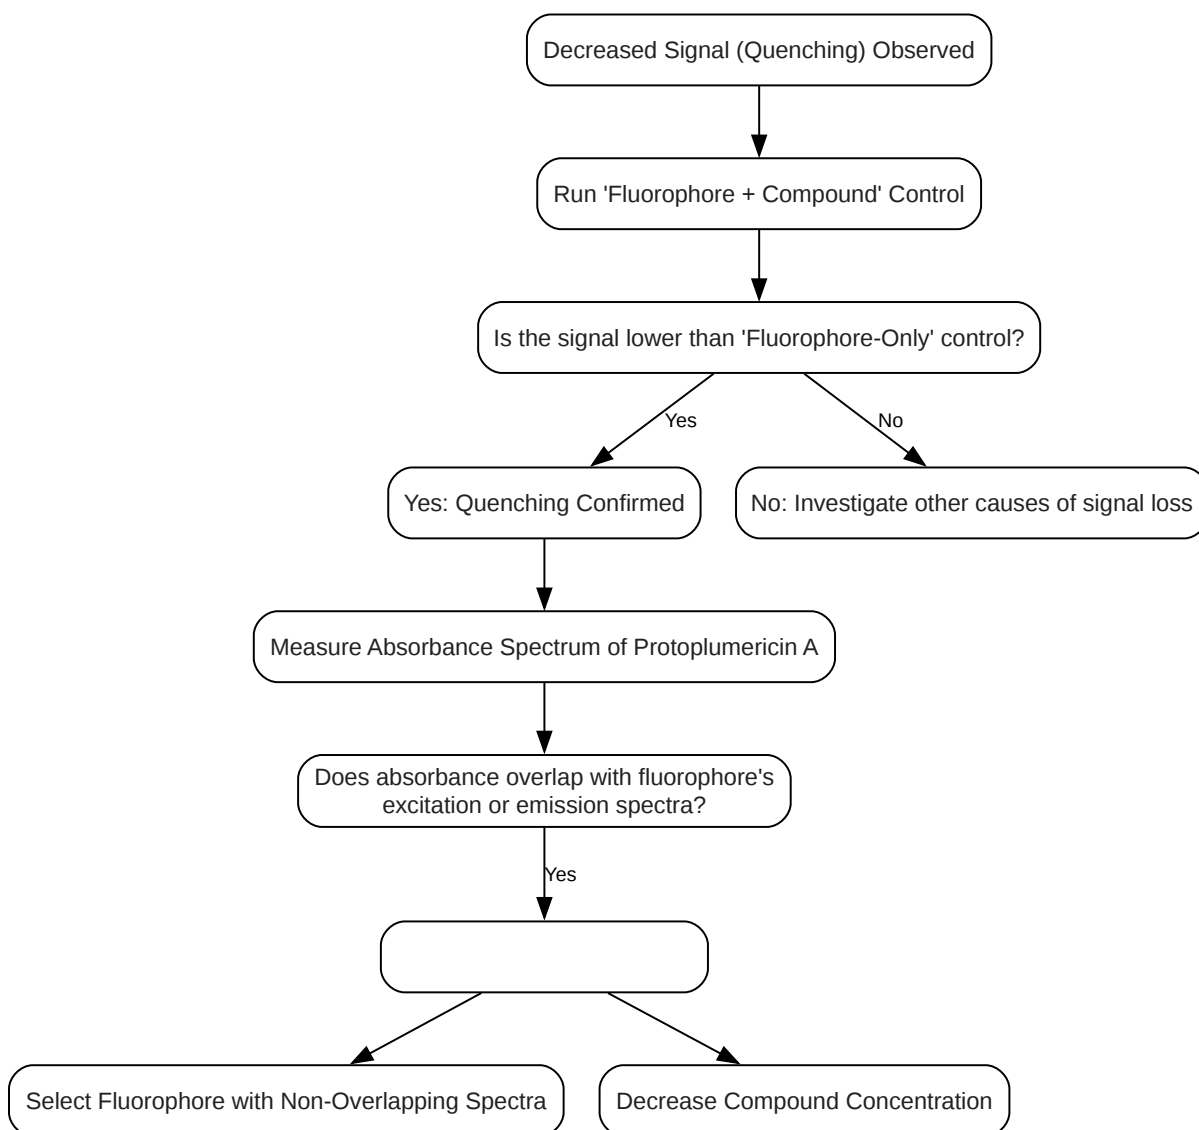 Decreased Signal (Quenching) Observed
Run 'Fluorophore + Compound' Control
Is the signal lower than 'Fluorophore-Only' control?
Yes
No
Yes: Quenching Confirmed
No: Investigate other causes of signal loss
Measure Absorbance Spectrum of Protoplumericin A
Does absorbance overlap with fluorophore's
excitation or emission spectra?
Yes
Select Fluorophore with Non-Overlapping Spectra
Decrease Compound Concentration